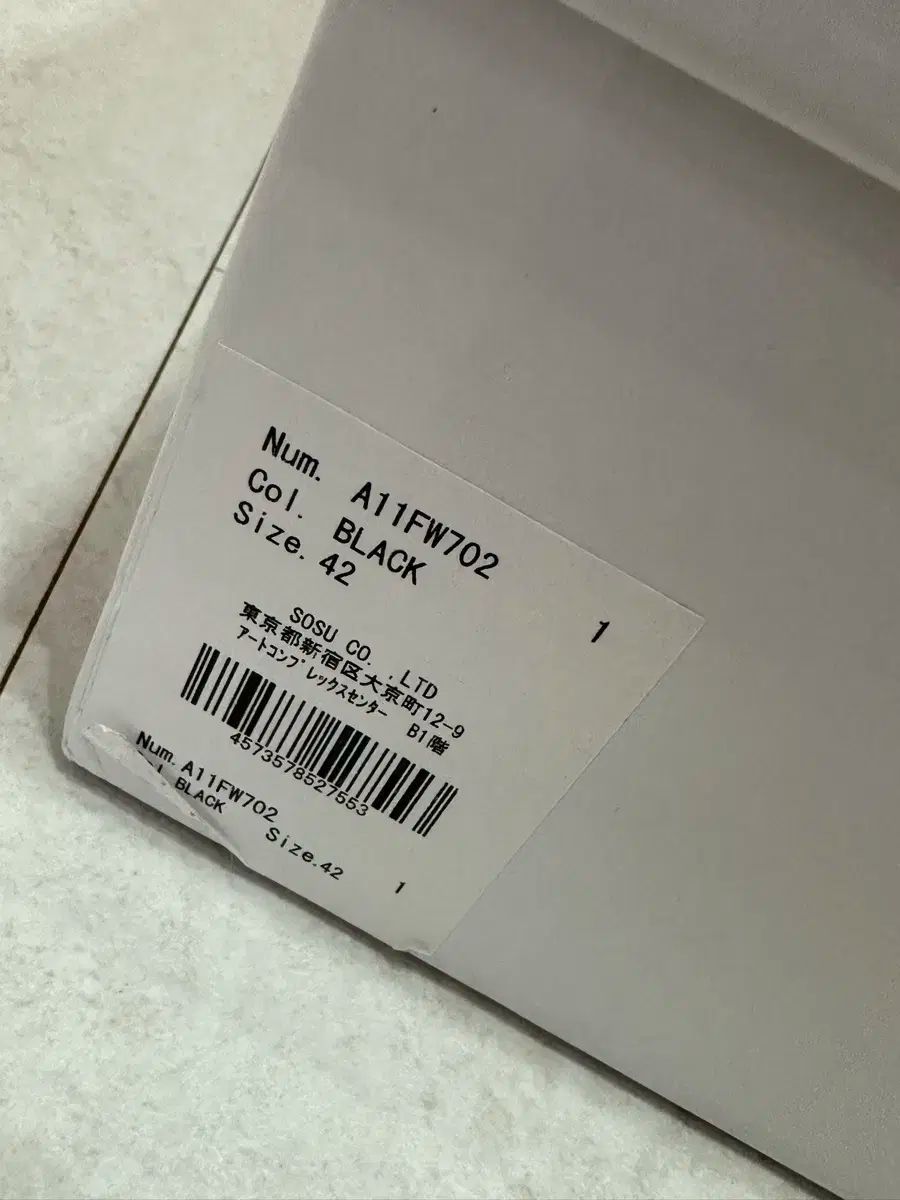 Num. A11FW702
Col. BLACK
Size. 42
1
SOSU CO. ,LTD
東京都新宿区大京町12-9
アートコンプレックスセンター B1階
4573578527553
Num. A11FW702
l BLACK
Size.42 1